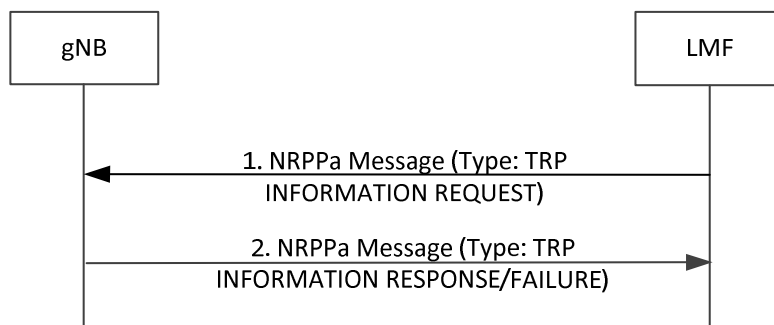 gNB
LMF
1. NRPPa Message (Type: TRP
INFORMATION REQUEST)
2. NRPPa Message (Type: TRP
INFORMATION RESPONSE/FAILURE)